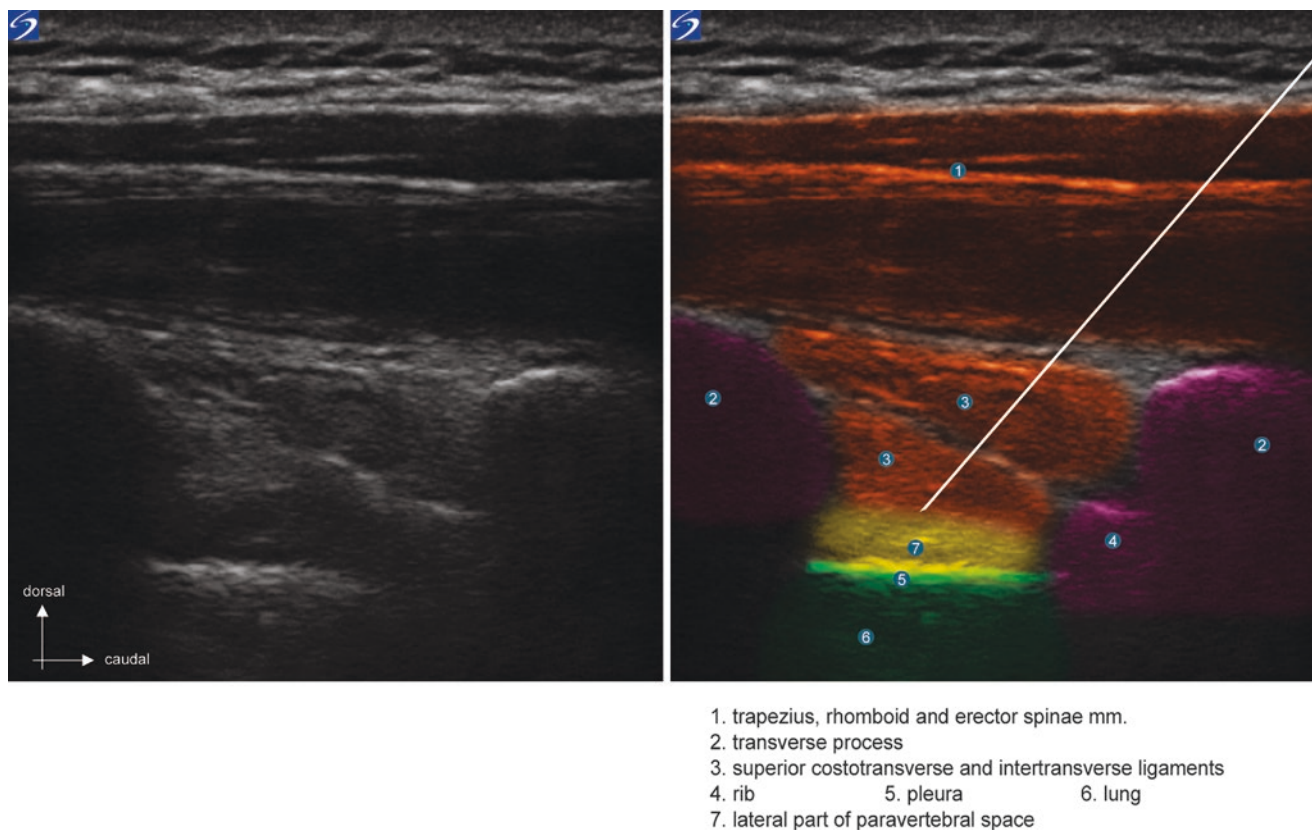 1
2
3
3
2
4
7
5
6
dorsal
caudal
1. trapezius, rhomboid and erector spinae mm.
2. transverse process
3. superior costotransverse and intertransverse ligaments
4. rib 5. pleura 6. lung
7. lateral part of paravertebral space